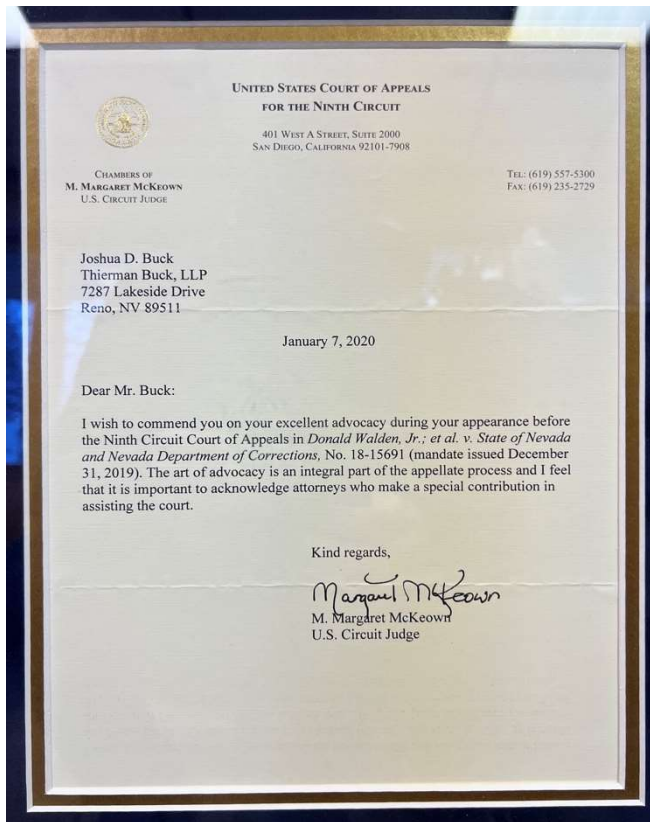 UNITED STATES COURT OF APPEALS
FOR THE NINTH CIRCUIT
401 WEST A STREET, SUITE 2000
SAN DIEGO, CALIFORNIA 92101-7908
CHAMBERS OF
M. MARGARET MCKEOWN
U.S. CIRCUIT JUDGE
TEL: (619) 557-5300
FAX: (619) 235-2729
Joshua D. Buck
Thierman Buck, LLP
7287 Lakeside Drive
Reno, NV 89511
January 7, 2020
Dear Mr. Buck:
I wish to commend you on your excellent advocacy during your appearance before
the Ninth Circuit Court of Appeals in Donald Walden, Jr.; et al. v. State of Nevada
and Nevada Department of Corrections, No. 18-15691 (mandate issued December
31, 2019). The art of advocacy is an integral part of the appellate process and I feel
that it is important to acknowledge attorneys who make a special contribution in
assisting the court.
Kind regards,
Margaret McKeown
M. Margaret McKeown
U.S. Circuit Judge